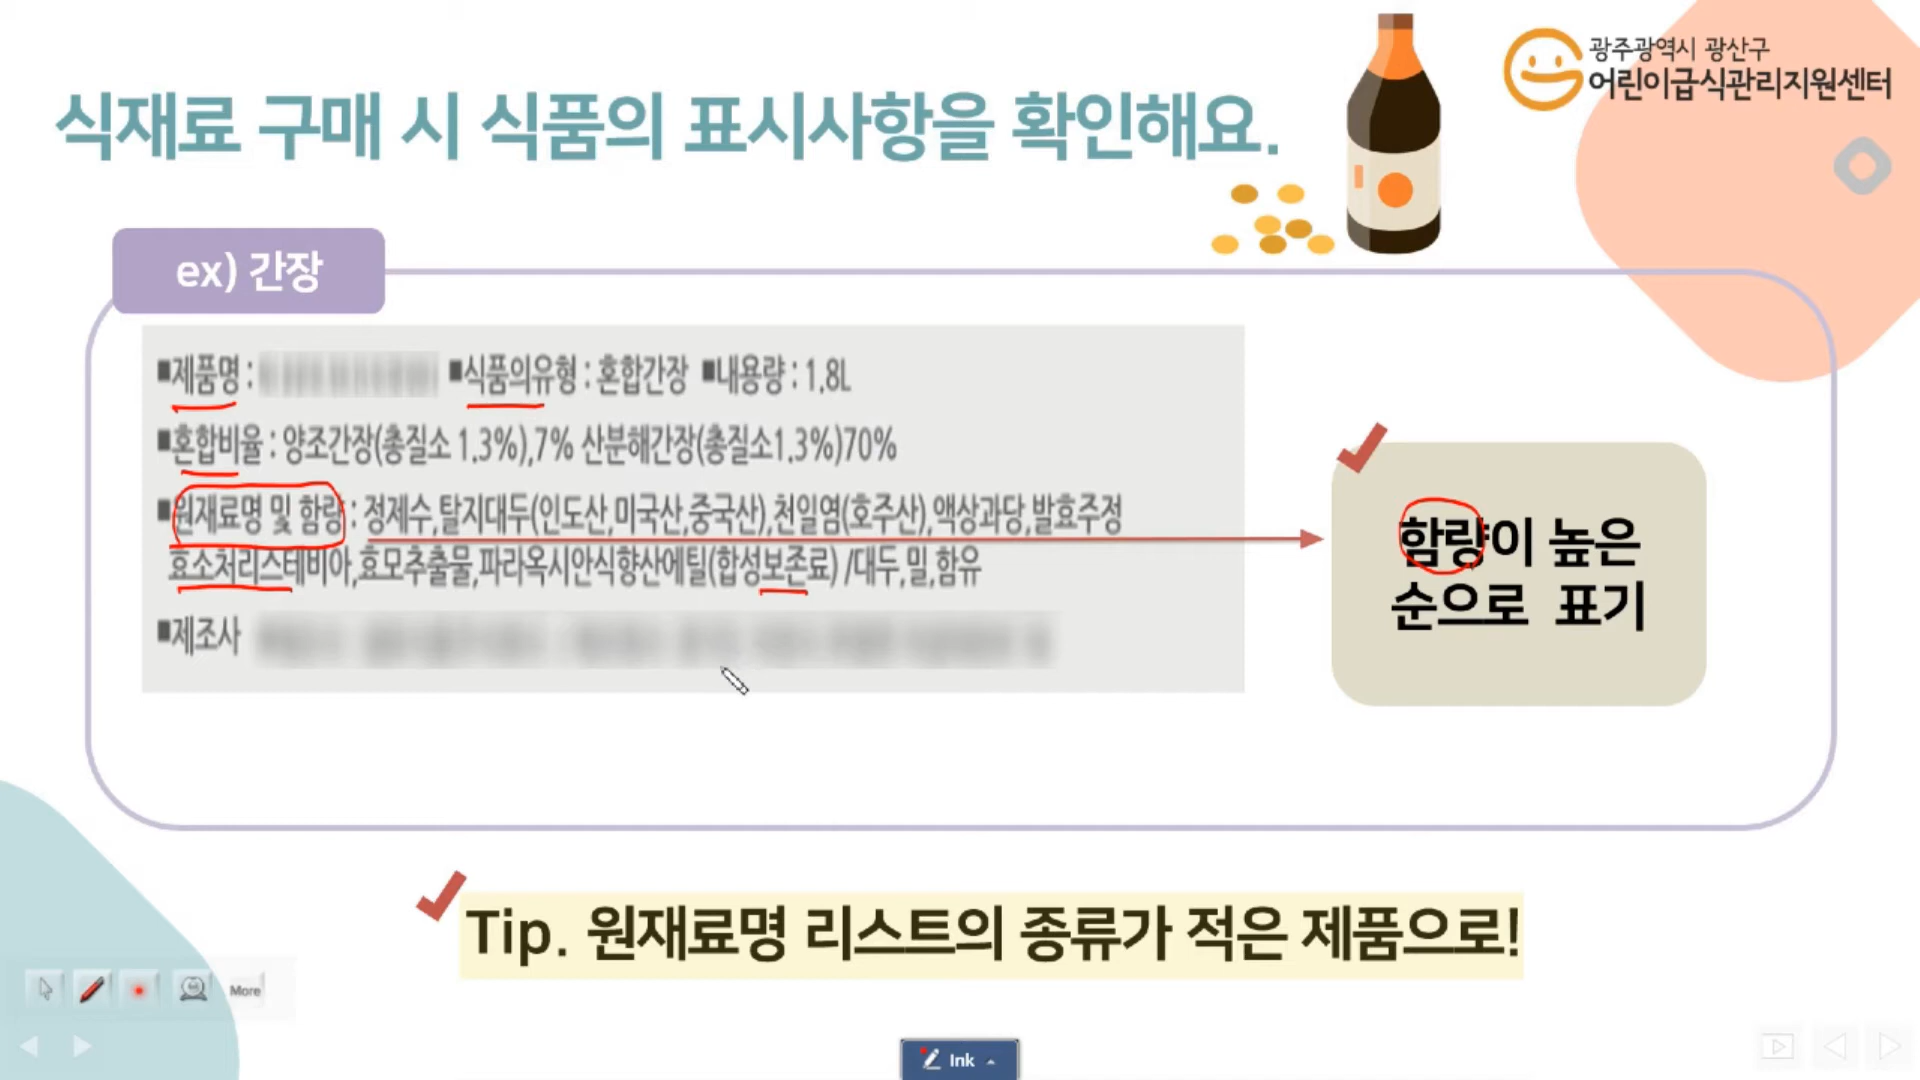 광주광역시 광산구
어린이급식관리지원센터
식재료 구매 시 식품의 표시사항을 확인해요.
ex) 간장
■제품명 : ■식품의유형 : 혼합간장 ■내용량 : 1.8L
■혼합비율 : 양조간장(총질소 1.3%),7% 산분해간장(총질소1.3%)70%
■원재료명 및 함량 : 정제수,탈지대두(인도산,미국산,중국산),천일염(호주산),액상과당,발효주정
효소처리스테비아,효모추출물,파라옥시안식향산에틸(합성보존료) /대두,밀,함유
■제조사
함량이 높은
순으로 표기
Tip. 원재료명 리스트의 종류가 적은 제품으로!
More
Ink